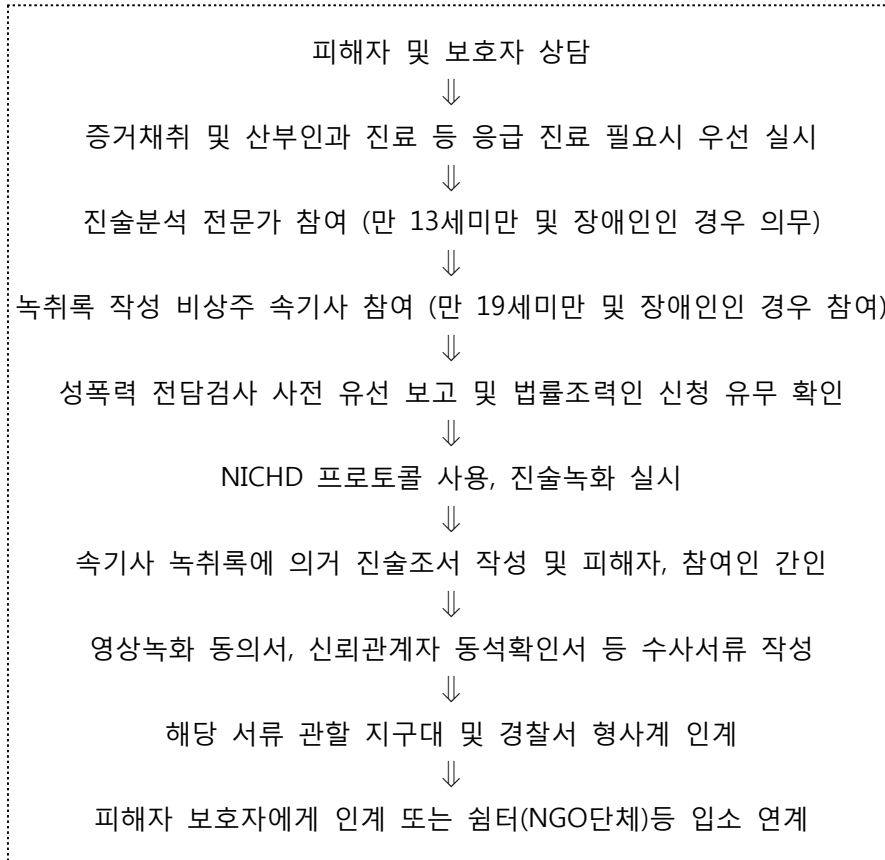 피해자 및 보호자 상담
⇓
증거채취 및 산부인과 진료 등 응급 진료 필요시 우선 실시
⇓
진술분석 전문가 참여 (만 13세미만 및 장애인인 경우 의무)
⇓
녹취록 작성 비상주 속기사 참여 (만 19세미만 및 장애인인 경우 참여)
⇓
성폭력 전담검사 사전 유선 보고 및 법률조력인 신청 유무 확인
⇓
NICHD 프로토콜 사용, 진술녹화 실시
⇓
속기사 녹취록에 의거 진술조서 작성 및 피해자, 참여인 간인
⇓
영상녹화 동의서, 신뢰관계자 동석확인서 등 수사서류 작성
⇓
해당 서류 관할 지구대 및 경찰서 형사계 인계
⇓
피해자 보호자에게 인계 또는 쉼터(NGO단체)등 입소 연계